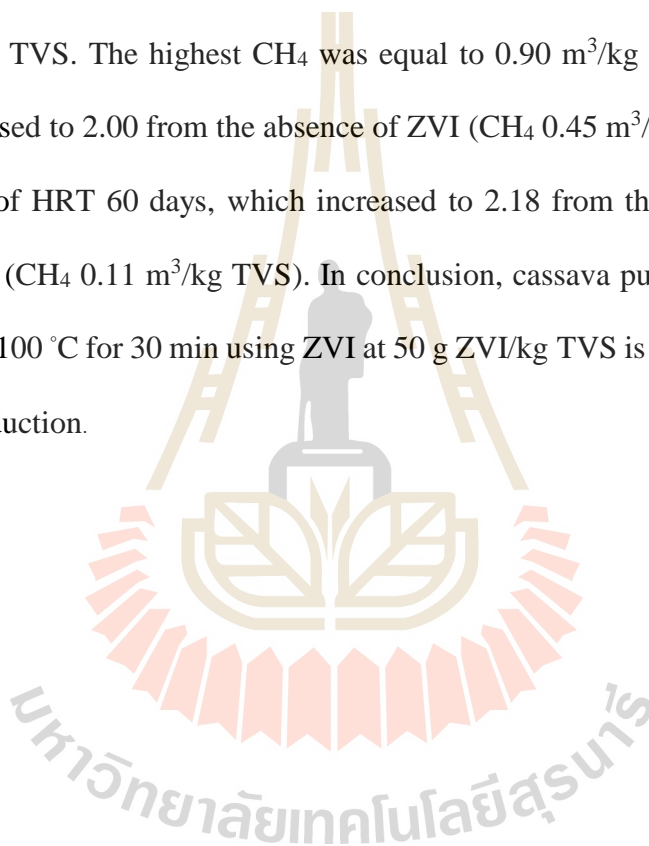 TVS. The highest CH₄ was equal to 0.90 m³/kg
sed to 2.00 from the absence of ZVI (CH₄ 0.45 m³/
of HRT 60 days, which increased to 2.18 from th
(CH₄ 0.11 m³/kg TVS). In conclusion, cassava pu
100 °C for 30 min using ZVI at 50 g ZVI/kg TVS is
uction.
มหาวิทยาลัยเทคโนโลยีสุรนารี